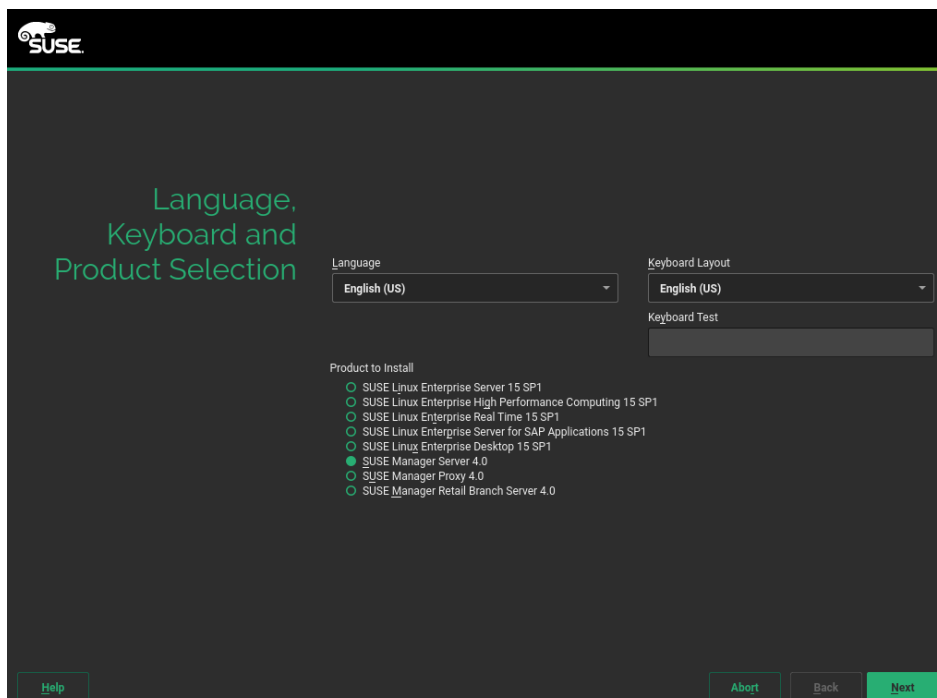 SUSE.
Language,
Keyboard and
Product Selection
Language
Keyboard Layout
English (US)
English (US)
Keyboard Test
Product to Install
SUSE Linux Enterprise Server 15 SP1
SUSE Linux Enterprise High Performance Computing 15 SP1
SUSE Linux Enterprise Real Time 15 SP1
SUSE Linux Enterprise Server for SAP Applications 15 SP1
SUSE Linux Enterprise Desktop 15 SP1
SUSE Manager Server 4.0
SUSE Manager Proxy 4.0
SUSE Manager Retail Branch Server 4.0
Help
Abort
Back
Next